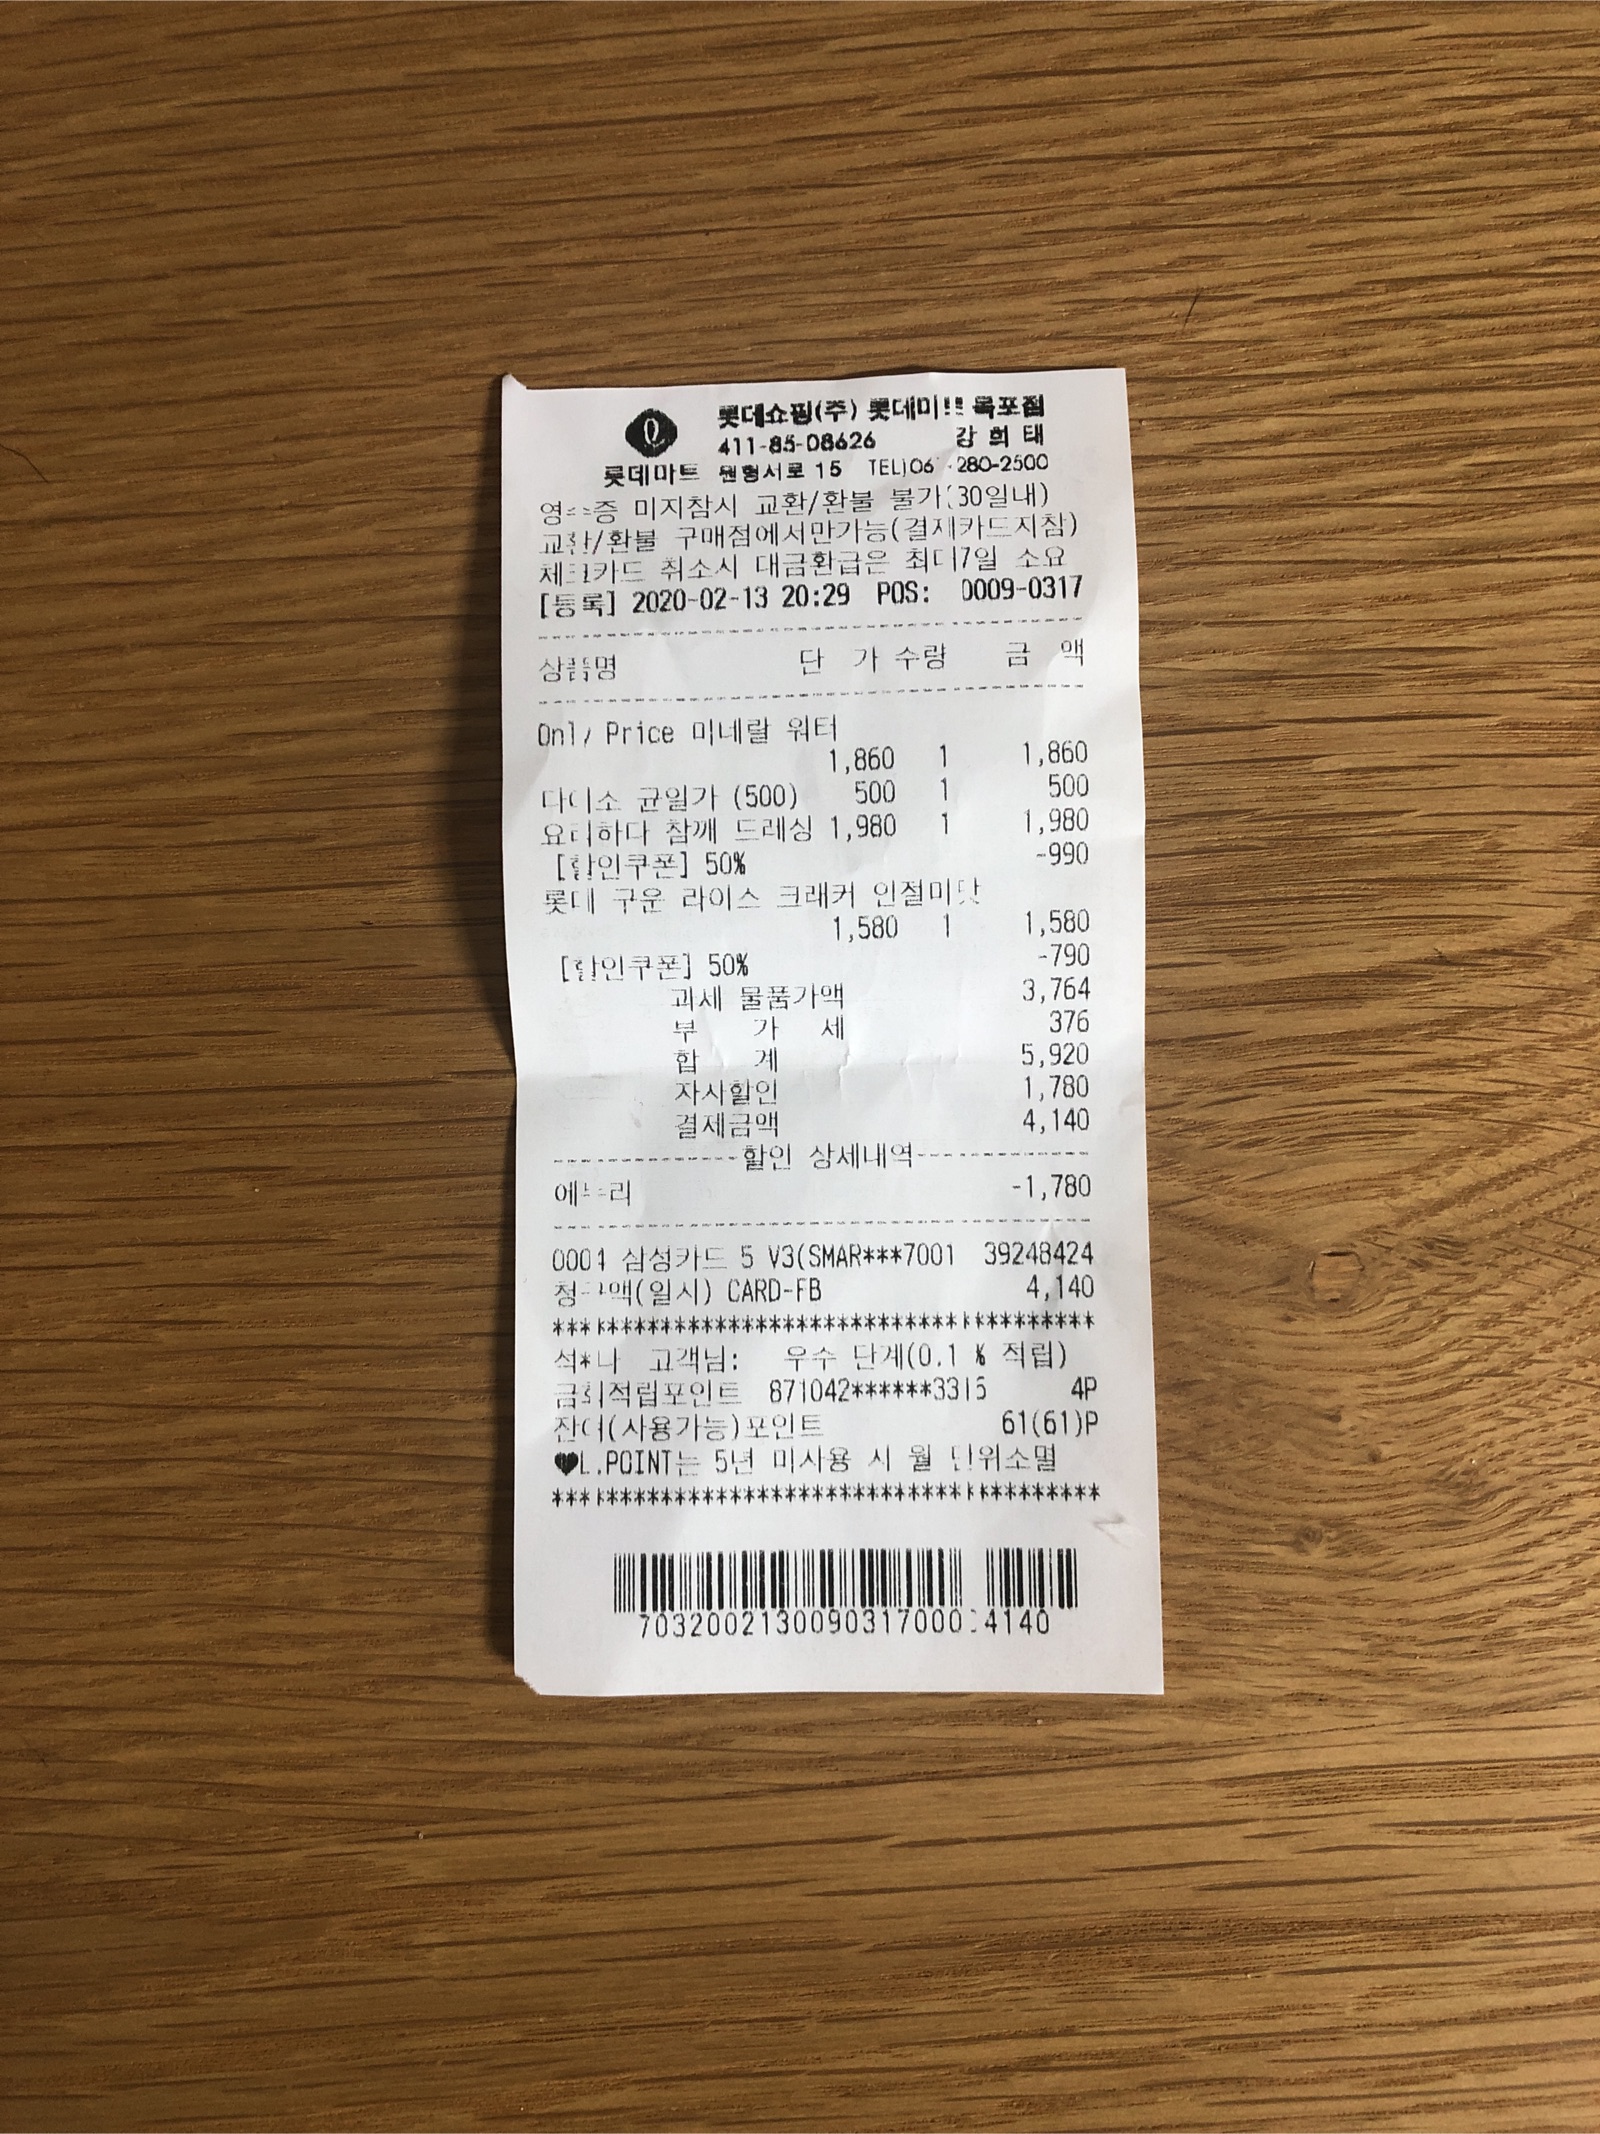 롯데쇼핑(주) 롯데마트 목포점
411-85-08626 강 희 태
롯데마트 원형서로 15 280-2500
영수증 미지참시 교환/환불 불가(30일내)
교환/환불 구매점에서만가능(결제카드지참)
체크카드 취소시 대금환급은 최대7일 소요
[등록] 2020-02-13 20:29 POS: 0009-0317
상품명 단 가 수량 금 액
Only Price 미네랄 워터
1,860 1 1,860
다이소 균일가 (500) 500 1 500
요리하다 참깨 드레싱 1,980 1 1,980
[할인쿠폰] 50% -990
롯데 구운 라이스 크래커 인절미맛
1,580 1 1,580
[할인쿠폰] 50% -790
과세 물품가액 3,764
부 가 세 376
합 계 5,920
자사할인 1,780
결제금액 4,140
할인 상세내역
에누리 -1,780
삼성카드 5 V3(SMAR***7001 39248424
청구액(일시) CARD-FB 4,140
석*나 고객님: 우수 단계(0.1 % 적립)
금회적립포인트 871042******3315 4P
잔여(사용가능)포인트 61(61)P
♥L.POINT는 5년 미사용 시 월 단위소멸